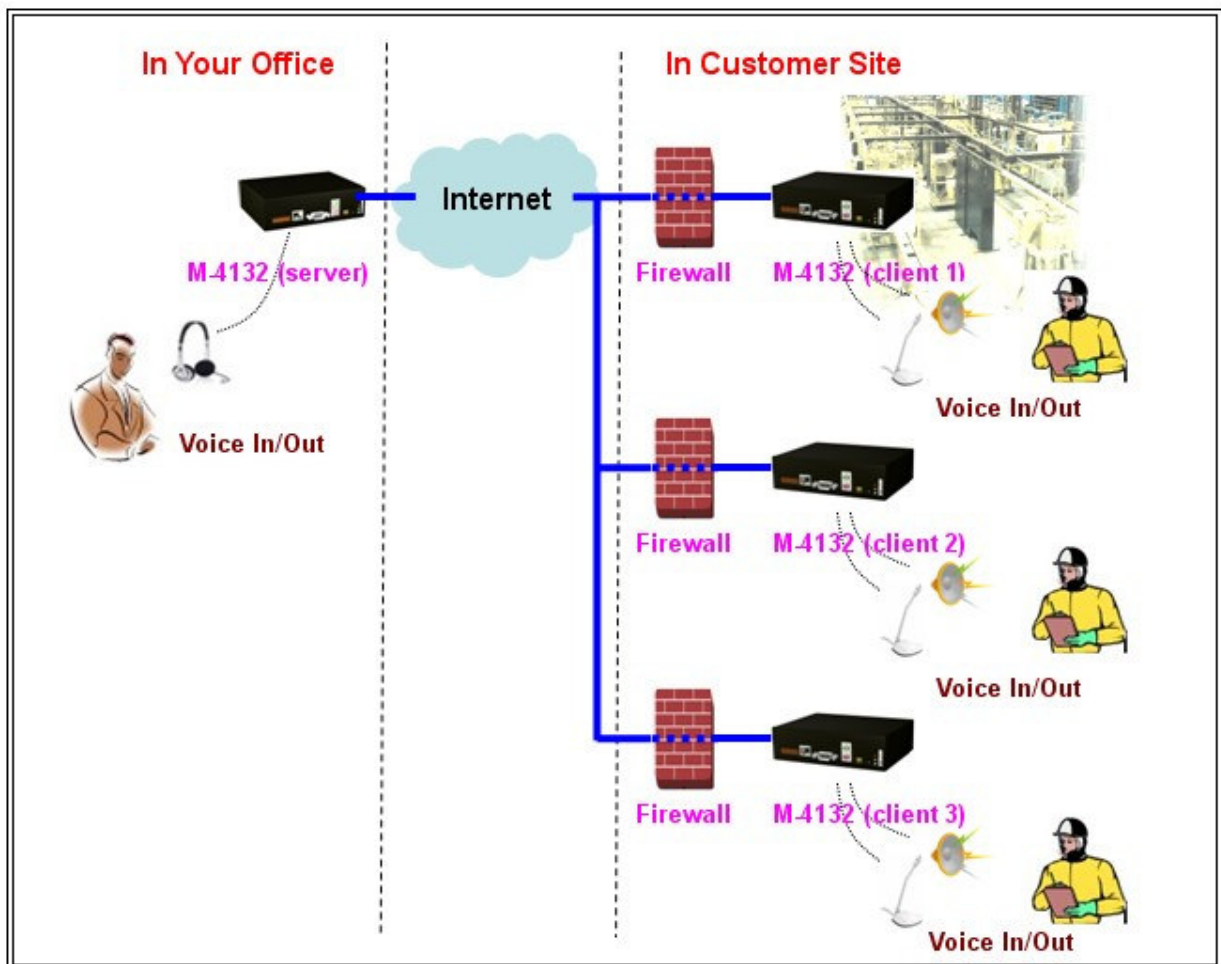 In Your Office
In Customer Site
Internet
M-4132 (server)
Firewall
M-4132 (client 1)
Voice In/Out
Voice In/Out
Firewall
M-4132 (client 2)
Voice In/Out
Firewall
M-4132 (client 3)
Voice In/Out